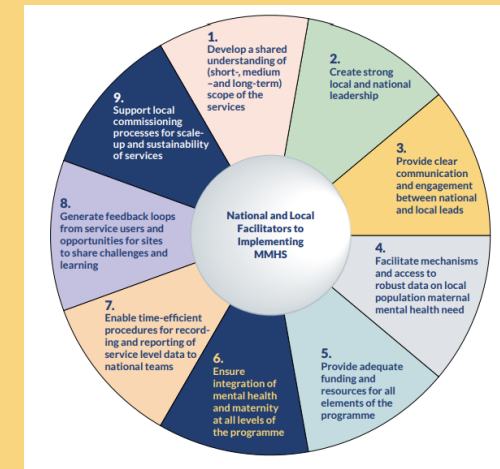 1.
Develop a shared
understanding of
(short-, medium
–and long-term)
scope of the
services
2.
Create strong
local and national
leadership
3.
Provide clear
communication
and engagement
between national
and local leads
4.
Facilitate mechanisms
and access to
robust data on local
population maternal
mental health need
5.
Provide adequate
funding and
resources for all
elements of the
programme
6.
Ensure
integration of
mental health
and maternity
at all levels of
the programme
7.
Enable time-efficient
procedures for record-
ing and reporting of
service level data to
national teams
8.
Generate feedback loops
from service users and
opportunities for sites
to share challenges and
learning
9.
Support local
commissioning
processes for scale-
up and sustainability
of services
National and Local
Facilitators to
Implementing
MMHS